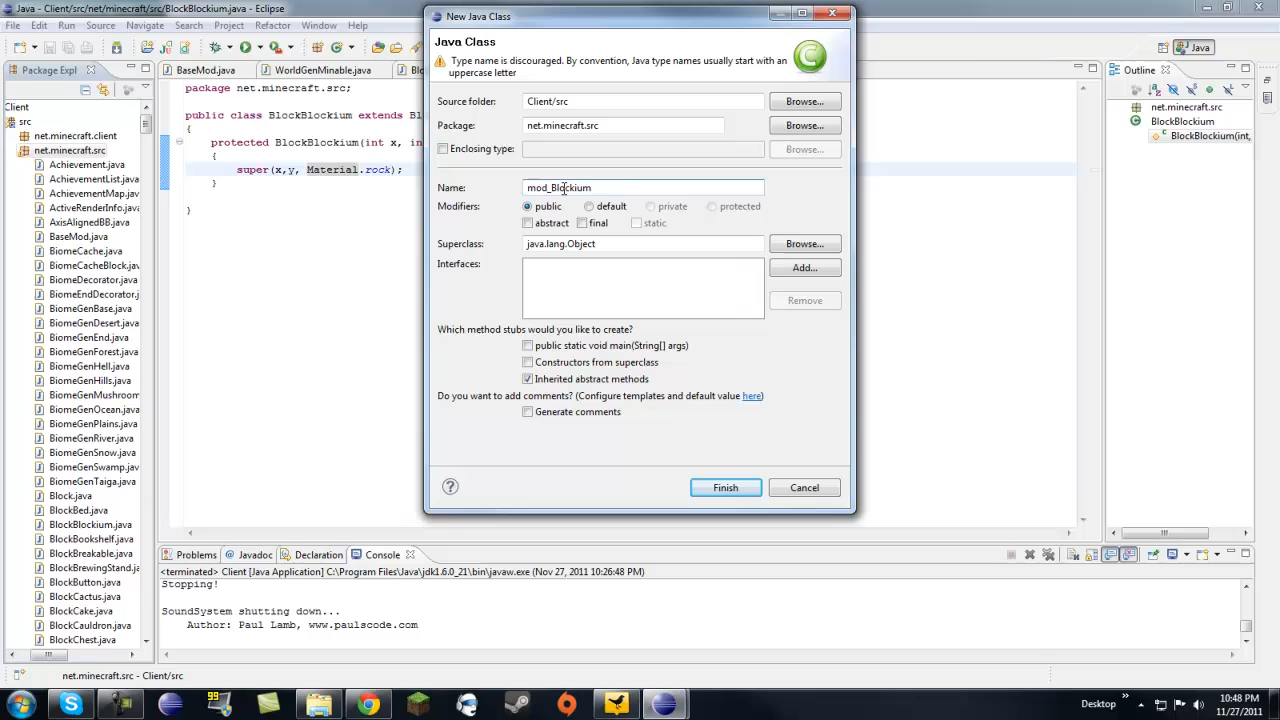 Java - Client/src/net/minecraft/src/BlockBlockium.java - Eclipse
File Edit Run Source Refactor Navigate Search Project Refactor Window Help
Java
Package Expl
BaseMod.java
WorldGenMinable.java
Outline
Client
src
net.minecraft.client
net.minecraft.src
Achievement.java
AchievementList.java
AchievementMap.java
ActiveRenderInfo.java
AxisAlignedBB.java
BaseMod.java
BiomeCache.java
BiomeCacheBlock.java
BiomeDecorator.java
BiomeEndDecorator.java
BiomeGenBase.java
BiomeGenDesert.java
BiomeGenEnd.java
BiomeGenForest.java
BiomeGenHell.java
BiomeGenHills.java
BiomeGenMushroom
BiomeGenOcean.java
BiomeGenPlains.java
BiomeGenRiver.java
BiomeGenSnow.java
BiomeGenSwamp.java
BiomeGenTaiga.java
Block.java
BlockBed.java
BlockBlockium.java
BlockBookshelf.java
BlockBreakable.java
BlockBrewingStand.java
BlockButton.java
BlockCactus.java
BlockCake.java
BlockCauldron.java
BlockChest.java
package net.minecraft.src;
public class BlockBlockium extends Bl
{
protected BlockBlockium(int x, in
{
super(x,y, Material.rock);
}
}
New Java Class
Java Class
Type name is discouraged. By convention, Java type names usually start with an
uppercase letter
Source folder: Client/src Browse...
Package: net.minecraft.src Browse...
Enclosing type: Browse...
Name: mod_Blockium
Modifiers: public default private protected
abstract final static
Superclass: java.lang.Object Browse...
Interfaces: Add...
Remove
Which method stubs would you like to create?
public static void main(String[] args)
Constructors from superclass
Inherited abstract methods
Do you want to add comments? (Configure templates and default value here)
Generate comments
? Finish Cancel
net.minecraft.src
BlockBlockium
BlockBlockium(int,
Problems Javadoc Declaration Console
<terminated> Client [Java Application] C:\Program Files\Java\jdk1.6.0_21\bin\javaw.exe (Nov 27, 2011 10:26:48 PM)
Stopping!
SoundSystem shutting down...
Author: Paul Lamb, www.paulscode.com
net.minecraft.src - Client/src
99
Desktop
10:48 PM
11/27/2011